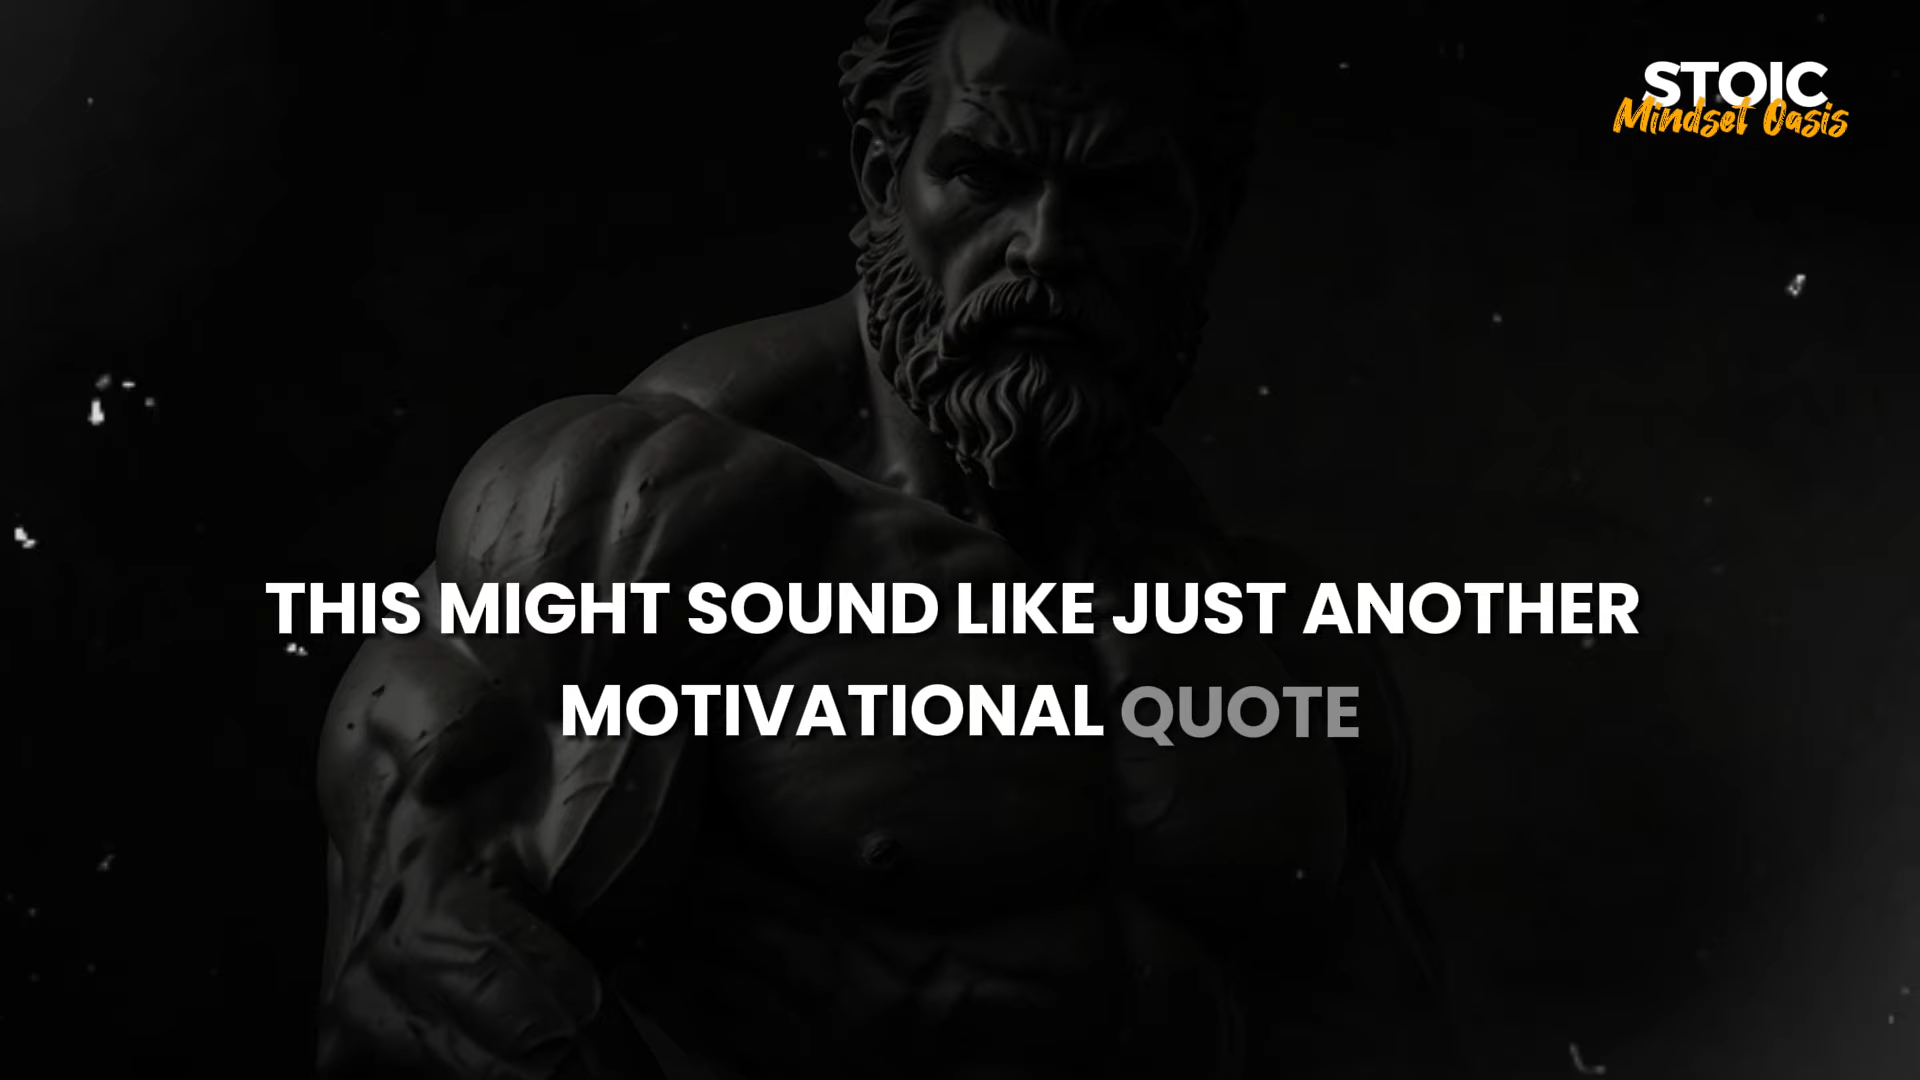 STOIC
Mindset Oasis
THIS MIGHT SOUND LIKE JUST ANOTHER
MOTIVATIONAL QUOTE